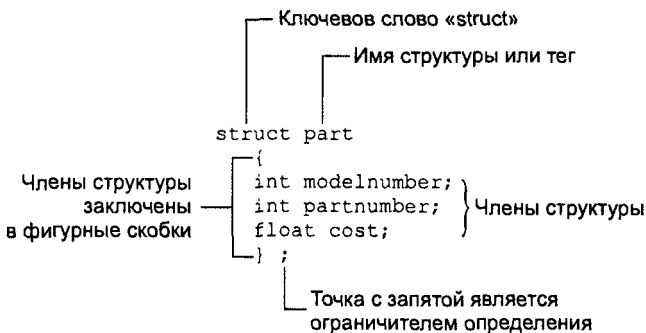 Ключевов слово «struct»
Имя структуры или тег
struct part
{
Члены структуры
заключены
в фигурные скобки
int modelnumber;
int partnumber;
float cost;
Члены структуры
} ;
Точка с запятой является
ограничителем определения